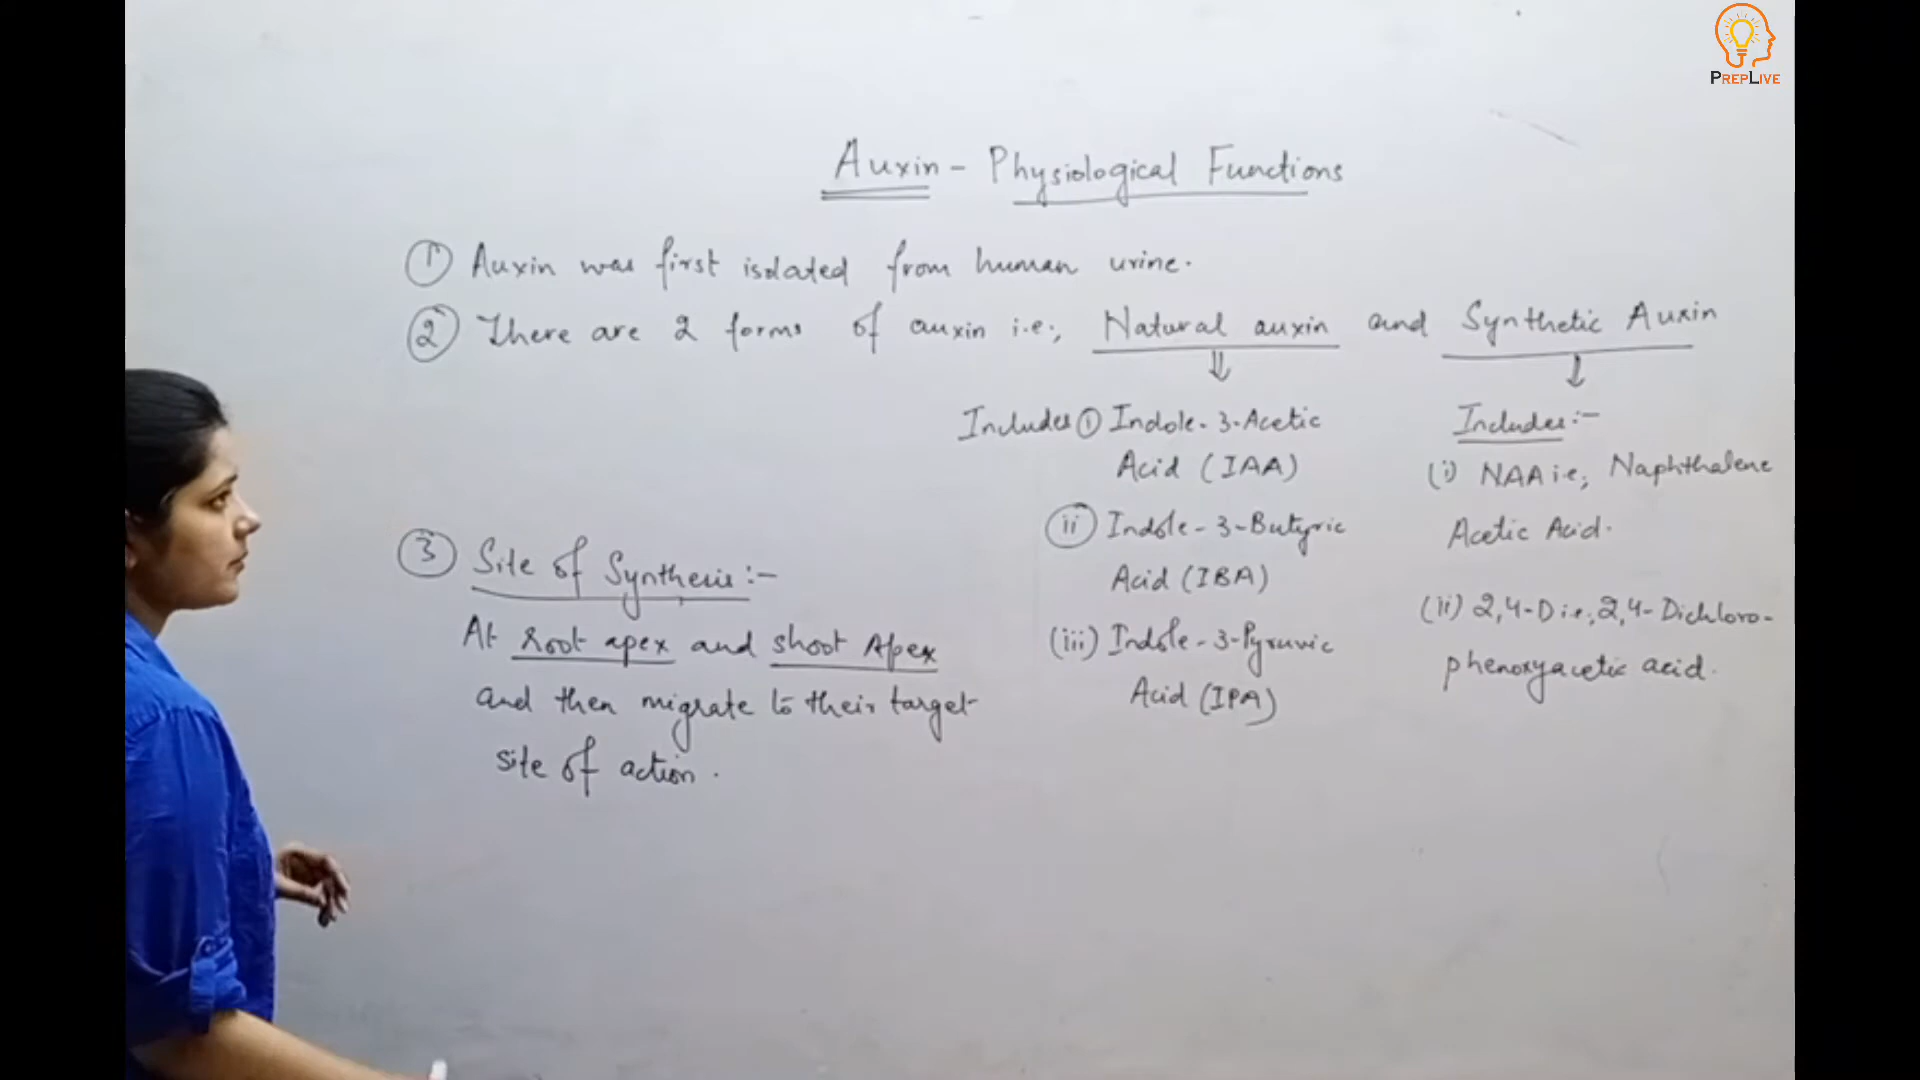 PREPLIVE
Auxin - Physiological Functions
① Auxin was first isolated from human urine.
② There are 2 forms of auxin i.e., Natural auxin and Synthetic Auxin
Includes ① Indole-3-Acetic
Acid (IAA)
ⓘⓘ Indole-3-Butyric
Acid (IBA)
(iii) Indole-3-Pyruvic
Acid (IPA)
Includes:-
(i) NAA i.e; Naphthalene
Acetic Acid.
(ii) 2,4-D i.e; 2,4-Dichloro-
phenoxyacetic acid.
③ Site of Synthesis:-
At root apex and shoot Apex
and then migrate to their target
site of action.